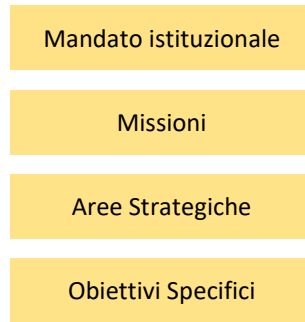 Mandato istituzionale
Missioni
Aree Strategiche
Obiettivi Specifici